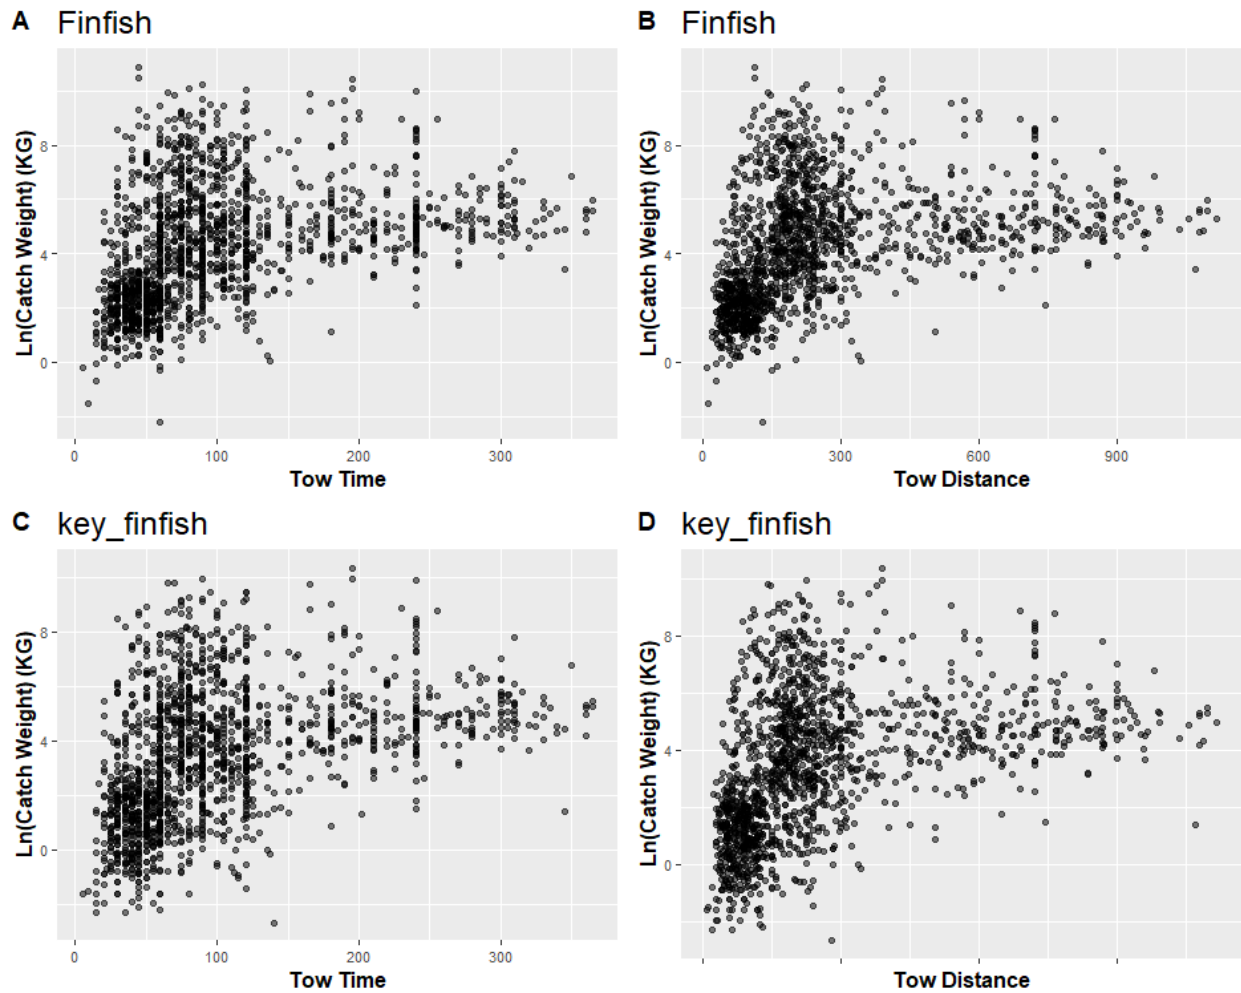 A Finfish
Ln(Catch Weight) (KG)
8
4
0
0 100 200 300
Tow Time
B Finfish
Ln(Catch Weight) (KG)
8
4
0
0 300 600 900
Tow Distance
C key_finfish
Ln(Catch Weight) (KG)
8
4
0
0 100 200 300
Tow Time
D key_finfish
Ln(Catch Weight) (KG)
8
4
0
Tow Distance